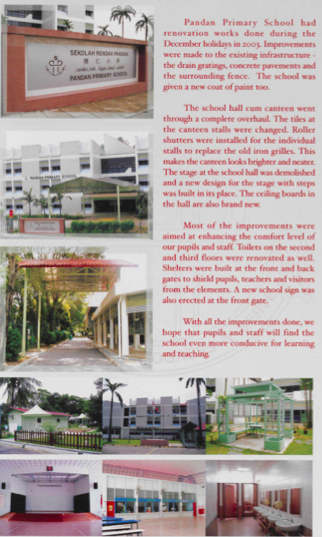 SEKOLAH RENDAH PANDAN
PANDAN PRIMARY SCHOOL
PANDAN PRIMARY SCHOOL
Pandan Primary School had
renovation works done during the
December holidays in 2003. Improvements
were made to the existing infrastructure -
the drain gratings, concrete pavements and
the surrounding fence. The school was
given a new coat of paint too.
The school hall cum canteen went
through a complete overhaul. The tiles at
the canteen stalls were changed. Roller
shutters were installed for the individual
stalls to replace the old iron grilles. This
makes the canteen looks brighter and neater.
The stage at the school hall was demolished
and a new design for the stage with steps
was built in its place. The ceiling boards in
the hall are also brand new.
Most of the improvements were
aimed at enhancing the comfort level of
our pupils and staff. Toilets on the second
and third floors were renovated as well.
Shelters were built at the front and back
gates to shield pupils, teachers and visitors
from the elements. A new school sign was
also erected at the front gate.
With all the improvements done, we
hope that pupils and staff will find the
school even more conducive for learning
and teaching.